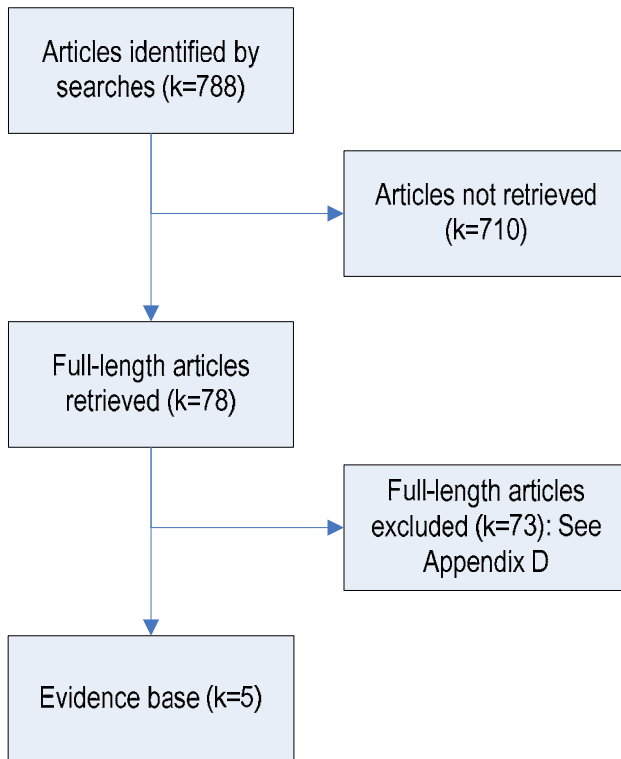 Articles identified by
searches (k=788)
Articles not retrieved
(k=710)
Full-length articles
retrieved (k=78)
Full-length articles
excluded (k=73): See
Appendix D
Evidence base (k=5)